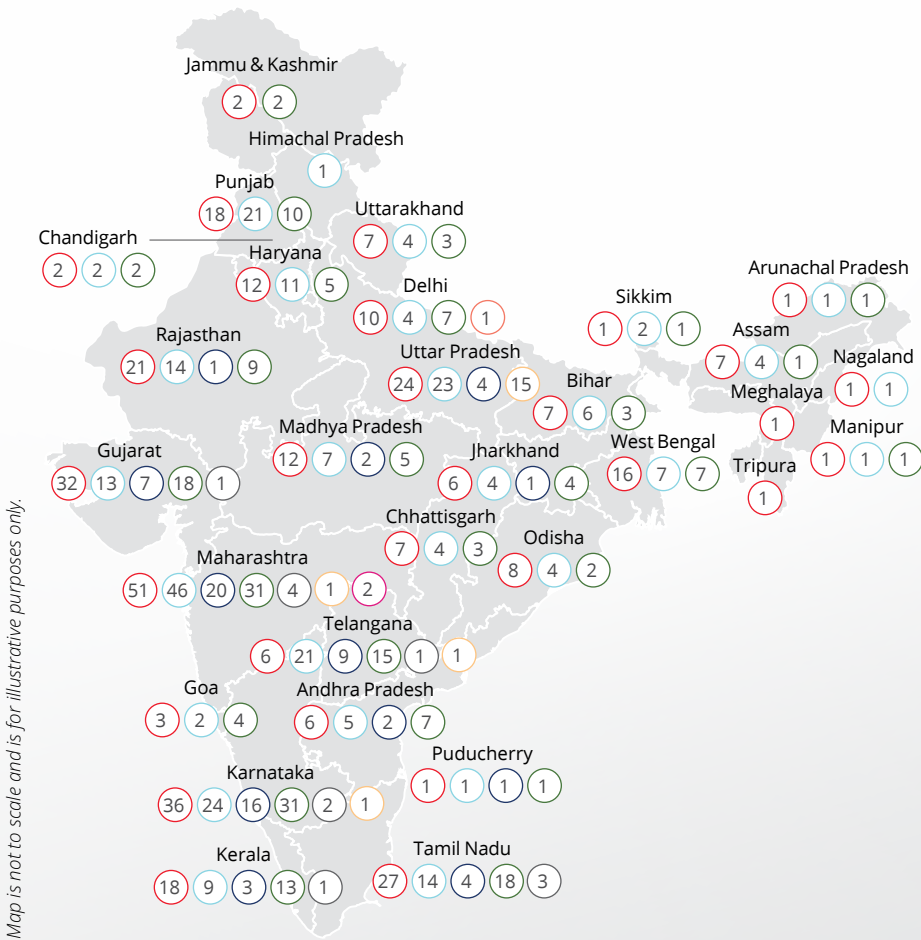 Jammu & Kashmir
2 2
Himachal Pradesh
1
Punjab
18 21 10
Uttarakhand
7 4 3
Chandigarh
2 2 2
Haryana
12 11 5
Delhi
10 4 7 1
Arunachal Pradesh
1 1 1
Sikkim
1 2 1
Assam
7 4 1
Rajasthan
21 14 1 9
Uttar Pradesh
24 23 4 15
Nagaland
1 1
Bihar
7 6 3
Meghalaya
1
Madhya Pradesh
12 7 2 5
Manipur
1 1 1
West Bengal
16 7 7
Gujarat
32 13 7 18 1
Jharkhand
6 4 1 4
Tripura
1
Chhattisgarh
7 4 3
Odisha
8 4 2
Maharashtra
51 46 20 31 4 1 2
Telangana
6 21 9 15 1 1
Goa
3 2 4
Andhra Pradesh
6 5 2 7
Puducherry
1 1 1 1
Karnataka
36 24 16 31 2 1
Kerala
18 9 3 13 1
Tamil Nadu
27 14 4 18 3
Map is not to scale and is for illustrative purposes only.